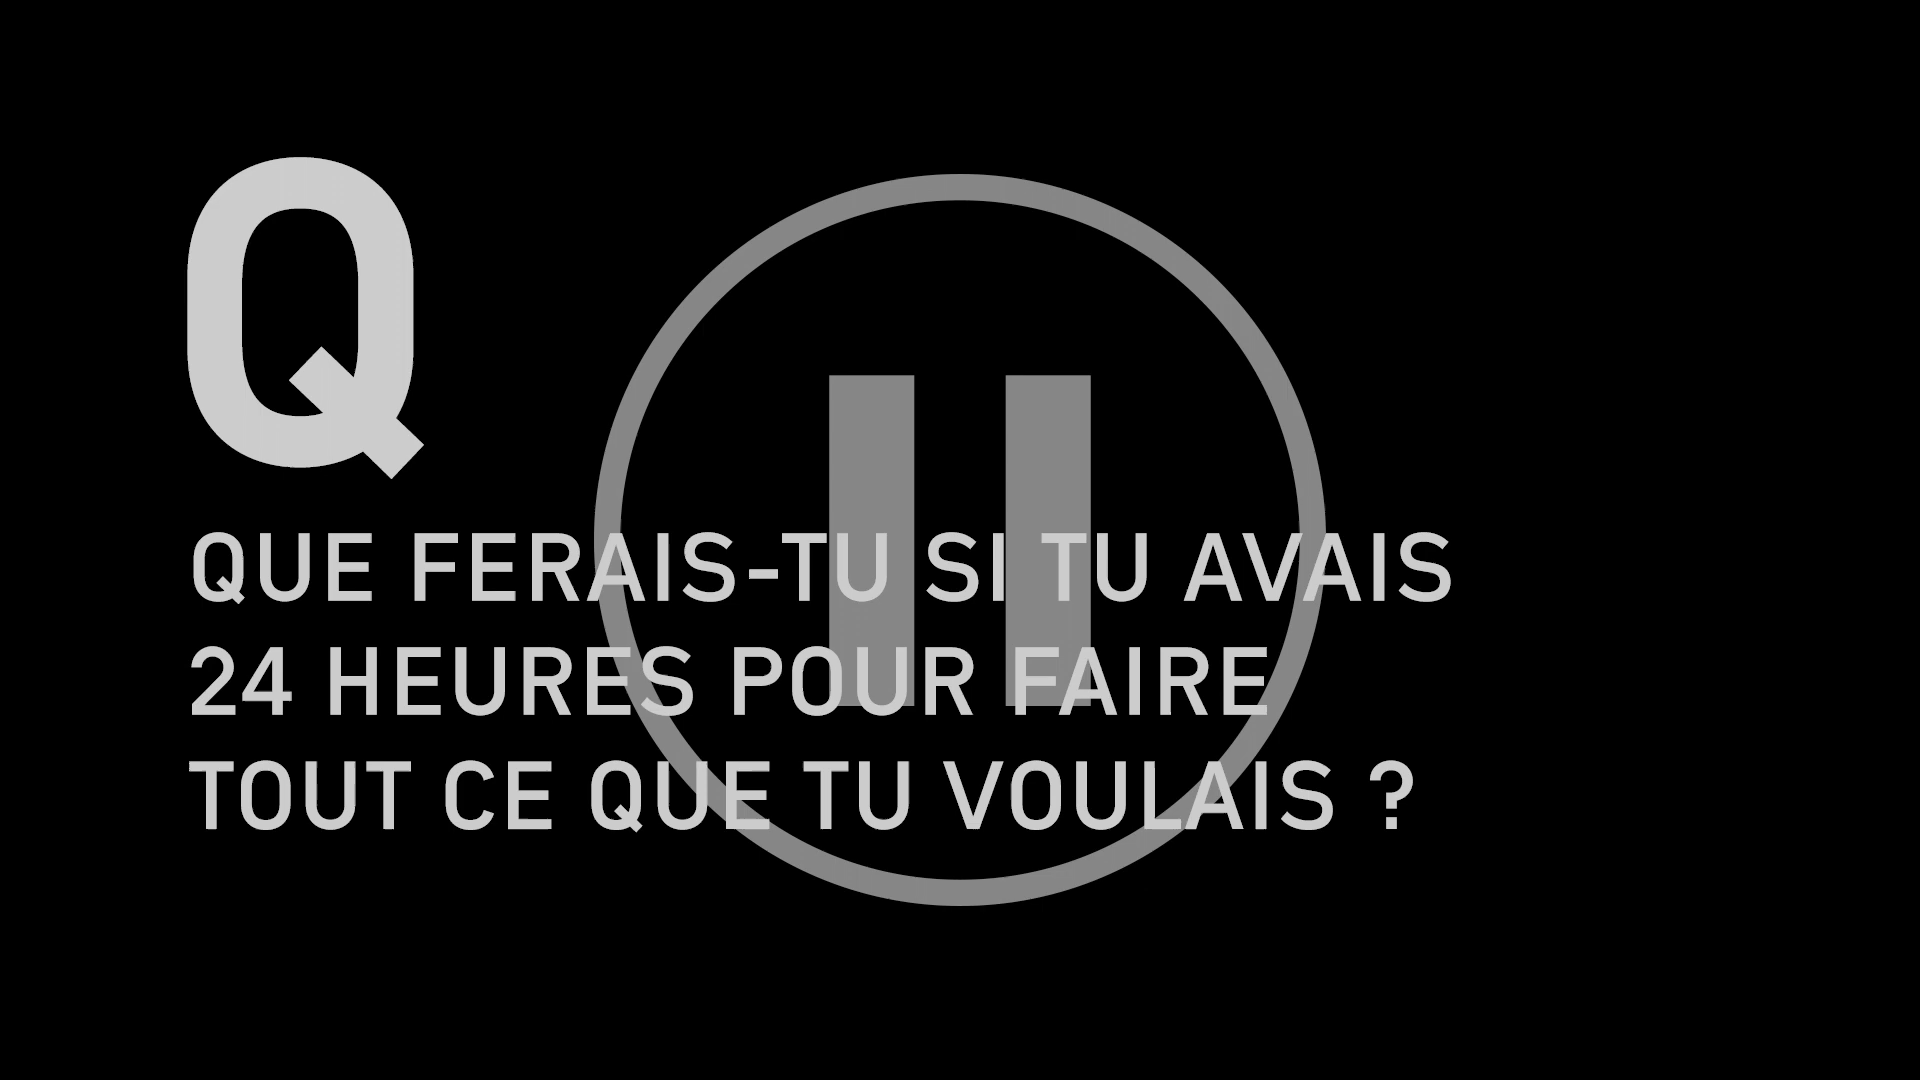 Q
QUE FERAIS-TU SI TU AVAIS
24 HEURES POUR FAIRE
TOUT CE QUE TU VOULAIS ?